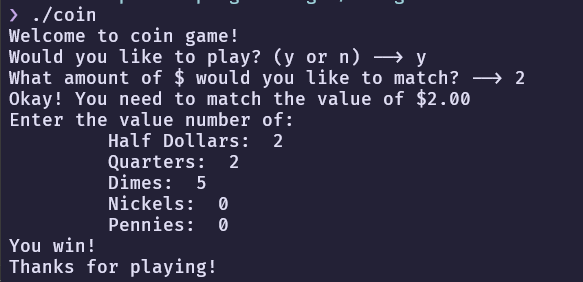 ❯ ./coin
Welcome to coin game!
Would you like to play? (y or n) ⟶ y
What amount of $ would you like to match? ⟶ 2
Okay! You need to match the value of $2.00
Enter the value number of:
Half Dollars: 2
Quarters: 2
Dimes: 5
Nickels: 0
Pennies: 0
You win!
Thanks for playing!